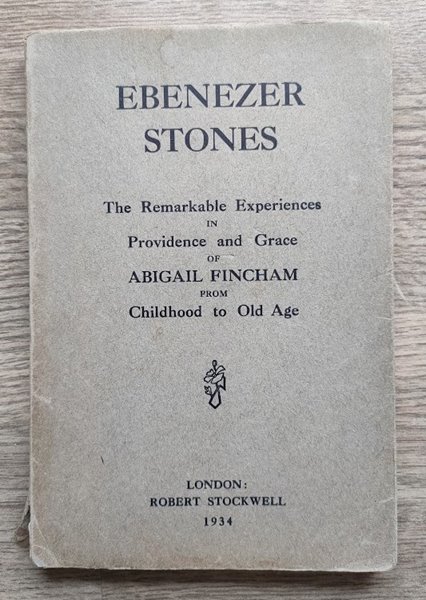 EBENEZER
STONES
The Remarkable Experiences
IN
Providence and Grace
OF
ABIGAIL FINCHAM
FROM
Childhood to Old Age
LONDON:
ROBERT STOCKWELL
1934